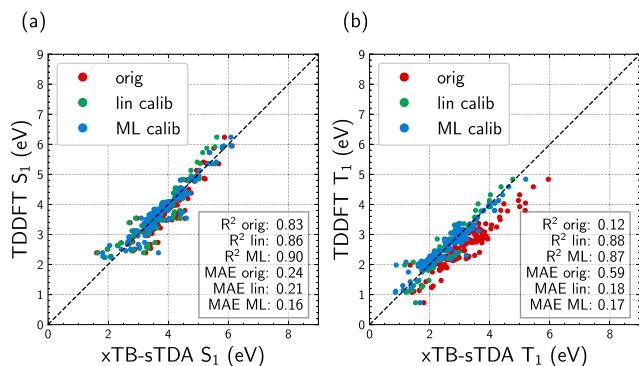 (a)
9
8
7
6
5
4
3
2
1
0
TDDFT S₁ (eV)
orig
lin calib
ML calib
R² orig: 0.83
R² lin: 0.86
R² ML: 0.90
MAE orig: 0.24
MAE lin: 0.21
MAE ML: 0.16
0 2 4 6 8
xTB-sTDA S₁ (eV)
(b)
9
8
7
6
5
4
3
2
1
0
TDDFT T₁ (eV)
orig
lin calib
ML calib
R² orig: 0.12
R² lin: 0.88
R² ML: 0.87
MAE orig: 0.59
MAE lin: 0.18
MAE ML: 0.17
0 2 4 6 8
xTB-sTDA T₁ (eV)